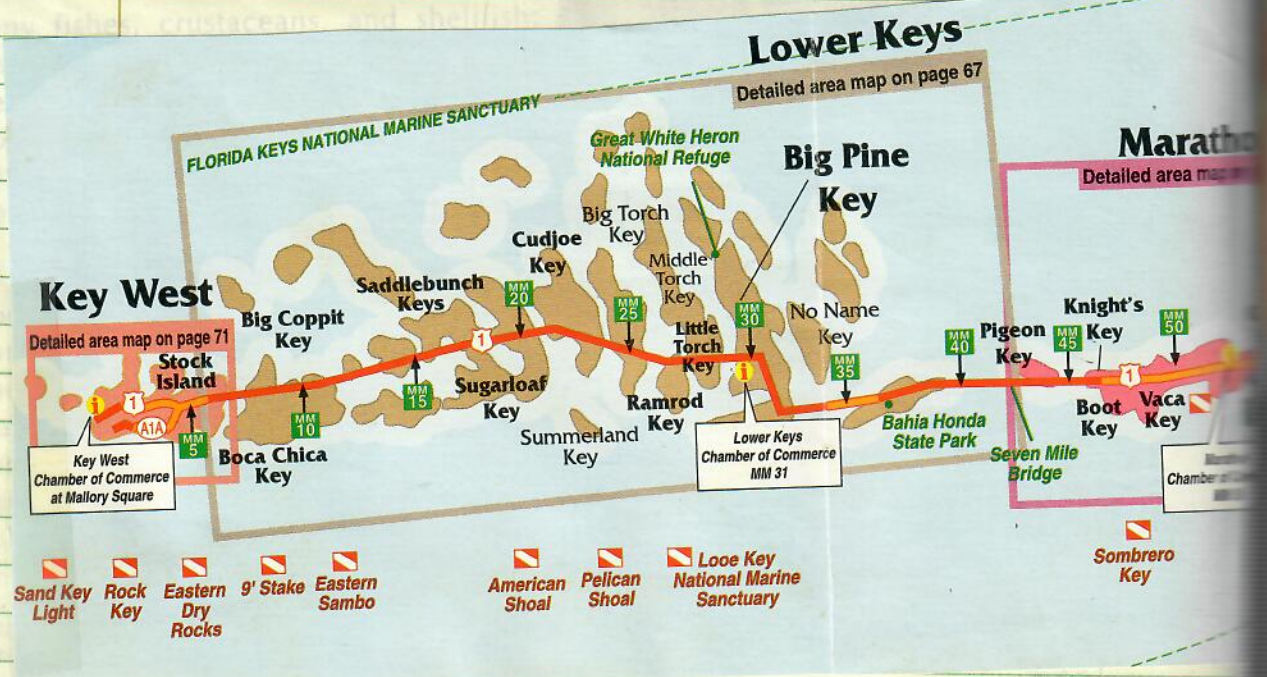 my fishes, crustaceans, and shellfish:
Lower Keys
Detailed area map on page 67
FLORIDA KEYS NATIONAL MARINE SANCTUARY
Great White Heron
National Refuge
Big Pine
Key
Detailed area map
Big Torch
Key
Cudjoe
Key
Middle
Torch
Key
Saddlebunch
Keys
Key West
Detailed area map on page 71
Big Coppit
Key
Stock
Island
MM
20
MM
25
MM
30
No Name
Key
Little
Torch
Key
Knight's
Key
Pigeon
Key
MM
40
MM
45
MM
50
1
1
1
A1A
i
i
MM
5
MM
10
MM
15
MM
35
Sugarloaf
Key
Summerland
Key
Ramrod
Key
Boca Chica
Key
Key West
Chamber of Commerce
at Mallory Square
Lower Keys
Chamber of Commerce
MM 31
Bahia Honda
State Park
Seven Mile
Bridge
Boot
Key
Vaca
Key
Sand Key
Light
Rock
Key
Eastern
Dry
Rocks
9' Stake
Eastern
Sambo
American
Shoal
Pelican
Shoal
Looe Key
National Marine
Sanctuary
Sombrero
Key